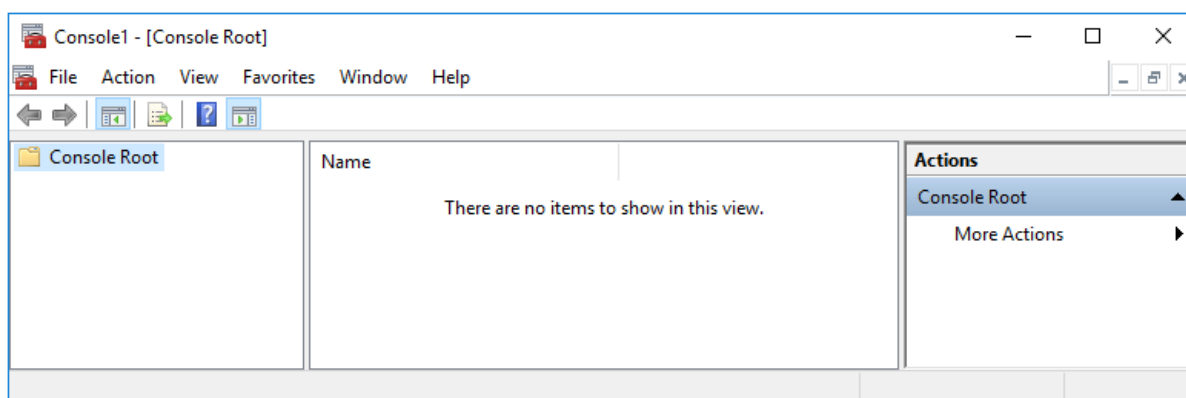 Console1 - [Console Root]
File Action View Favorites Window Help
Console Root
Name
There are no items to show in this view.
Actions
Console Root
More Actions